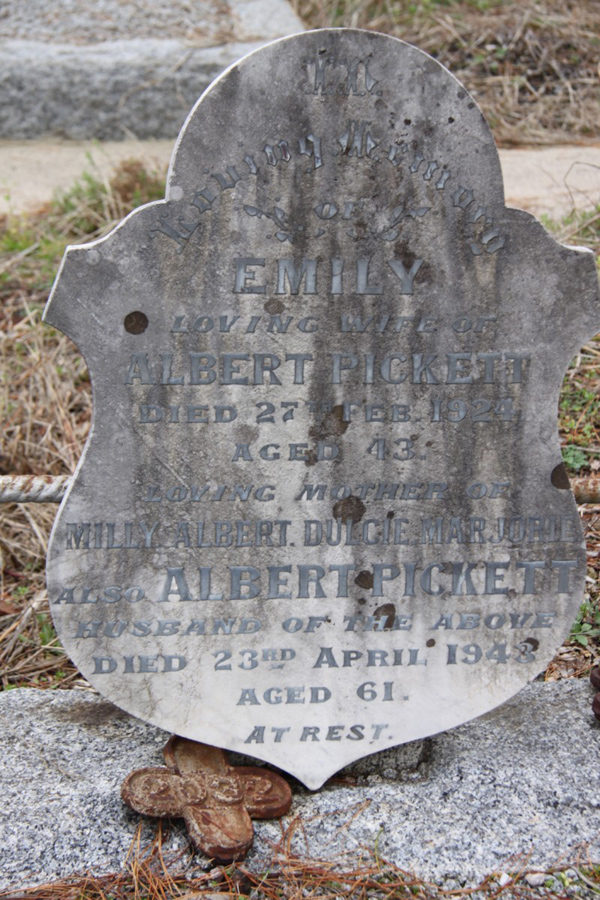 In
Loving Memory
of
EMILY
LOVING WIFE OF
ALBERT PICKETT
DIED 27TH FEB. 1924
AGED 43.
LOVING MOTHER OF
MILLY. ALBERT. DULCIE. MARJORIE
ALSO ALBERT PICKETT
HUSBAND OF THE ABOVE
DIED 23RD APRIL 1943
AGED 61.
AT REST.